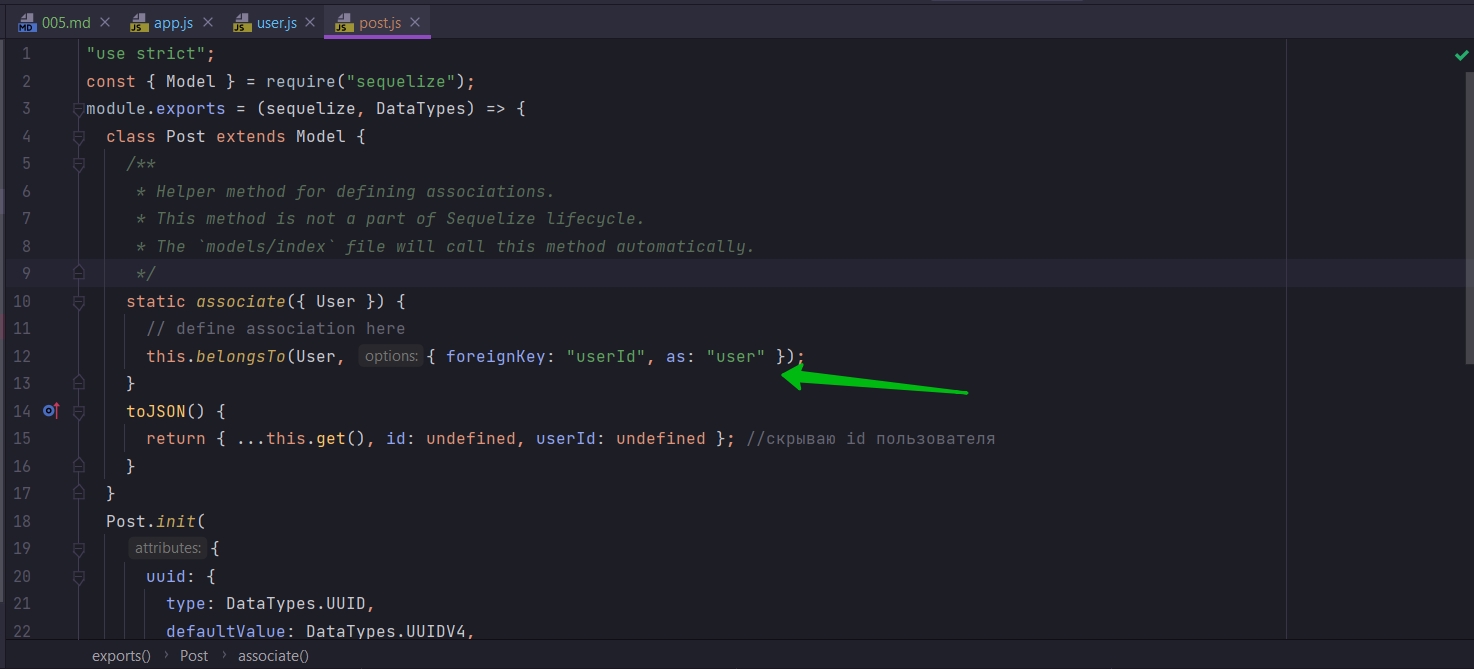 005.md app.js user.js post.js
1 "use strict";
2 const { Model } = require("sequelize");
3 module.exports = (sequelize, DataTypes) => {
4 class Post extends Model {
5 /**
6 * Helper method for defining associations.
7 * This method is not a part of Sequelize lifecycle.
8 * The `models/index` file will call this method automatically.
9 */
10 static associate({ User }) {
11 // define association here
12 this.belongsTo(User, options: { foreignKey: "userId", as: "user" });
13 }
14 toJSON() {
15 return { ...this.get(), id: undefined, userId: undefined }; //скрываю id пользователя
16 }
17 }
18 Post.init(
19 attributes: {
20 uuid: {
21 type: DataTypes.UUID,
22 defaultValue: DataTypes.UUIDV4,
exports() › Post › associate()